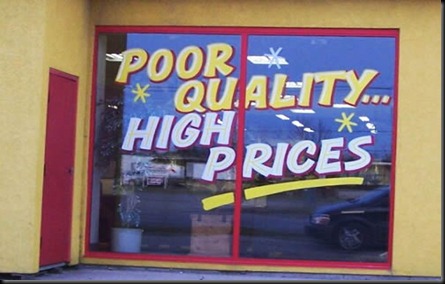 POOR
QUALITY...
HIGH
PRICES